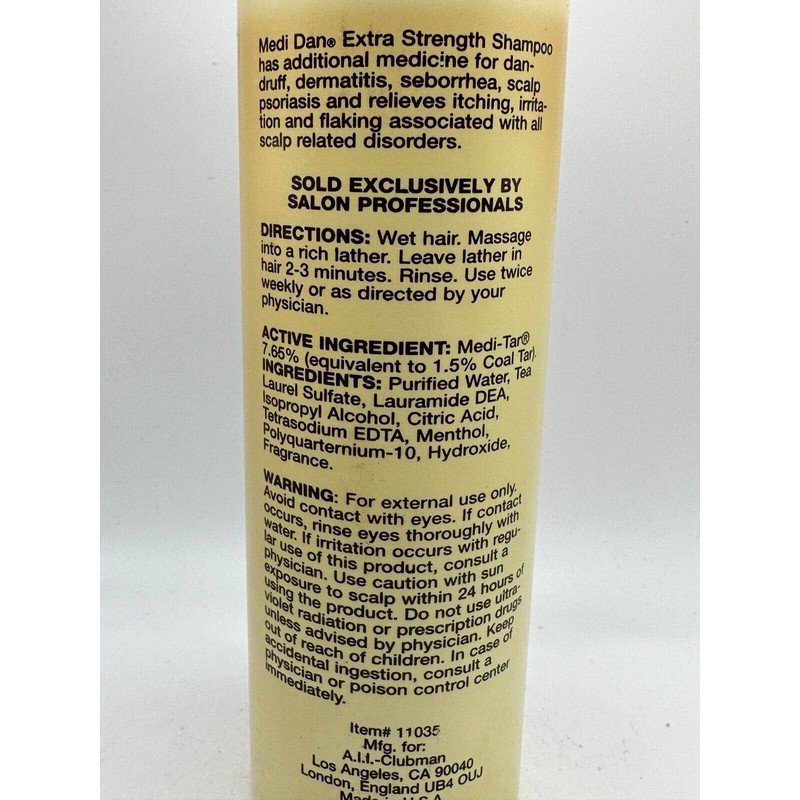 Medi Dan® Extra Strength Shampoo
has additional medicine for dan-
druff, dermatitis, seborrhea, scalp
psoriasis and relieves itching, irrita-
tion and flaking associated with all
scalp related disorders.
SOLD EXCLUSIVELY BY
SALON PROFESSIONALS
DIRECTIONS: Wet hair. Massage
into a rich lather. Leave lather in
hair 2-3 minutes. Rinse. Use twice
weekly or as directed by your
physician.
ACTIVE INGREDIENT: Medi-Tar®
7.65% (equivalent to 1.5% Coal Tar).
INGREDIENTS: Purified Water, Tea
Laurel Sulfate, Lauramide DEA,
Isopropyl Alcohol, Citric Acid,
Tetrasodium EDTA, Menthol,
Polyquarternium-10, Hydroxide,
Fragrance.
WARNING: For external use only.
Avoid contact with eyes. If contact
occurs, rinse eyes thoroughly with
water. If irritation occurs with regu-
lar use of this product, consult a
physician. Use caution with sun
exposure to scalp within 24 hours of
using the product. Do not use ultra-
violet radiation or prescription drugs
unless advised by physician. Keep
out of reach of children. In case of
accidental ingestion, consult a
physician or poison control center
immediately.
Item# 11035
Mfg. for:
A.I.I.-Clubman
Los Angeles, CA 90040
London, England UB4 OUJ
Made in U.S.A.